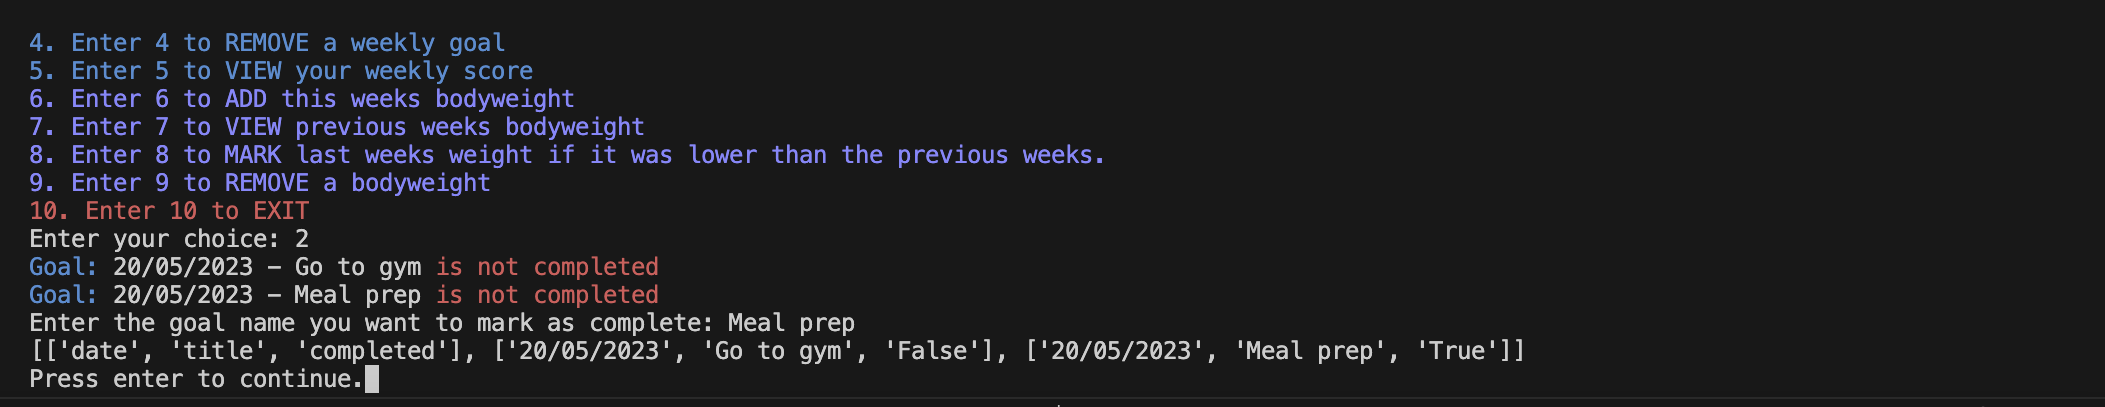 4. Enter 4 to REMOVE a weekly goal
5. Enter 5 to VIEW your weekly score
6. Enter 6 to ADD this weeks bodyweight
7. Enter 7 to VIEW previous weeks bodyweight
8. Enter 8 to MARK last weeks weight if it was lower than the previous weeks.
9. Enter 9 to REMOVE a bodyweight
10. Enter 10 to EXIT
Enter your choice: 2
Goal: 20/05/2023 – Go to gym is not completed
Goal: 20/05/2023 – Meal prep is not completed
Enter the goal name you want to mark as complete: Meal prep
[['date', 'title', 'completed'], ['20/05/2023', 'Go to gym', 'False'], ['20/05/2023', 'Meal prep', 'True']]
Press enter to continue.